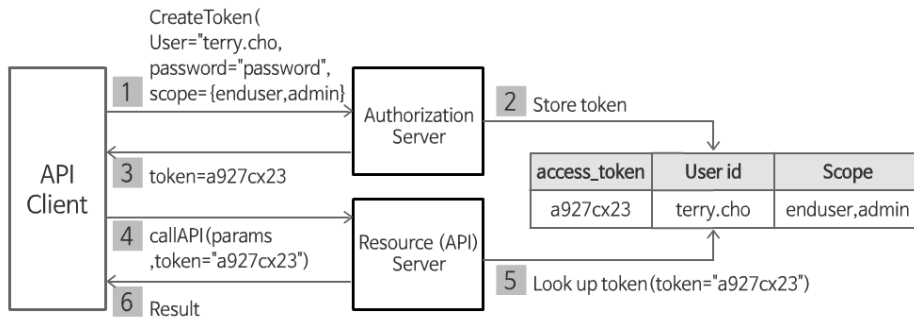 CreateToken(
User="terry.cho,
password="password",
scope={enduser,admin}
1
API
Client
Authorization
Server
2 Store token
3 token=a927cx23
access_token User id Scope
a927cx23 terry.cho enduser,admin
4 callAPI(params
,token="a927cx23")
Resource (API)
Server
5 Look up token(token="a927cx23")
6 Result